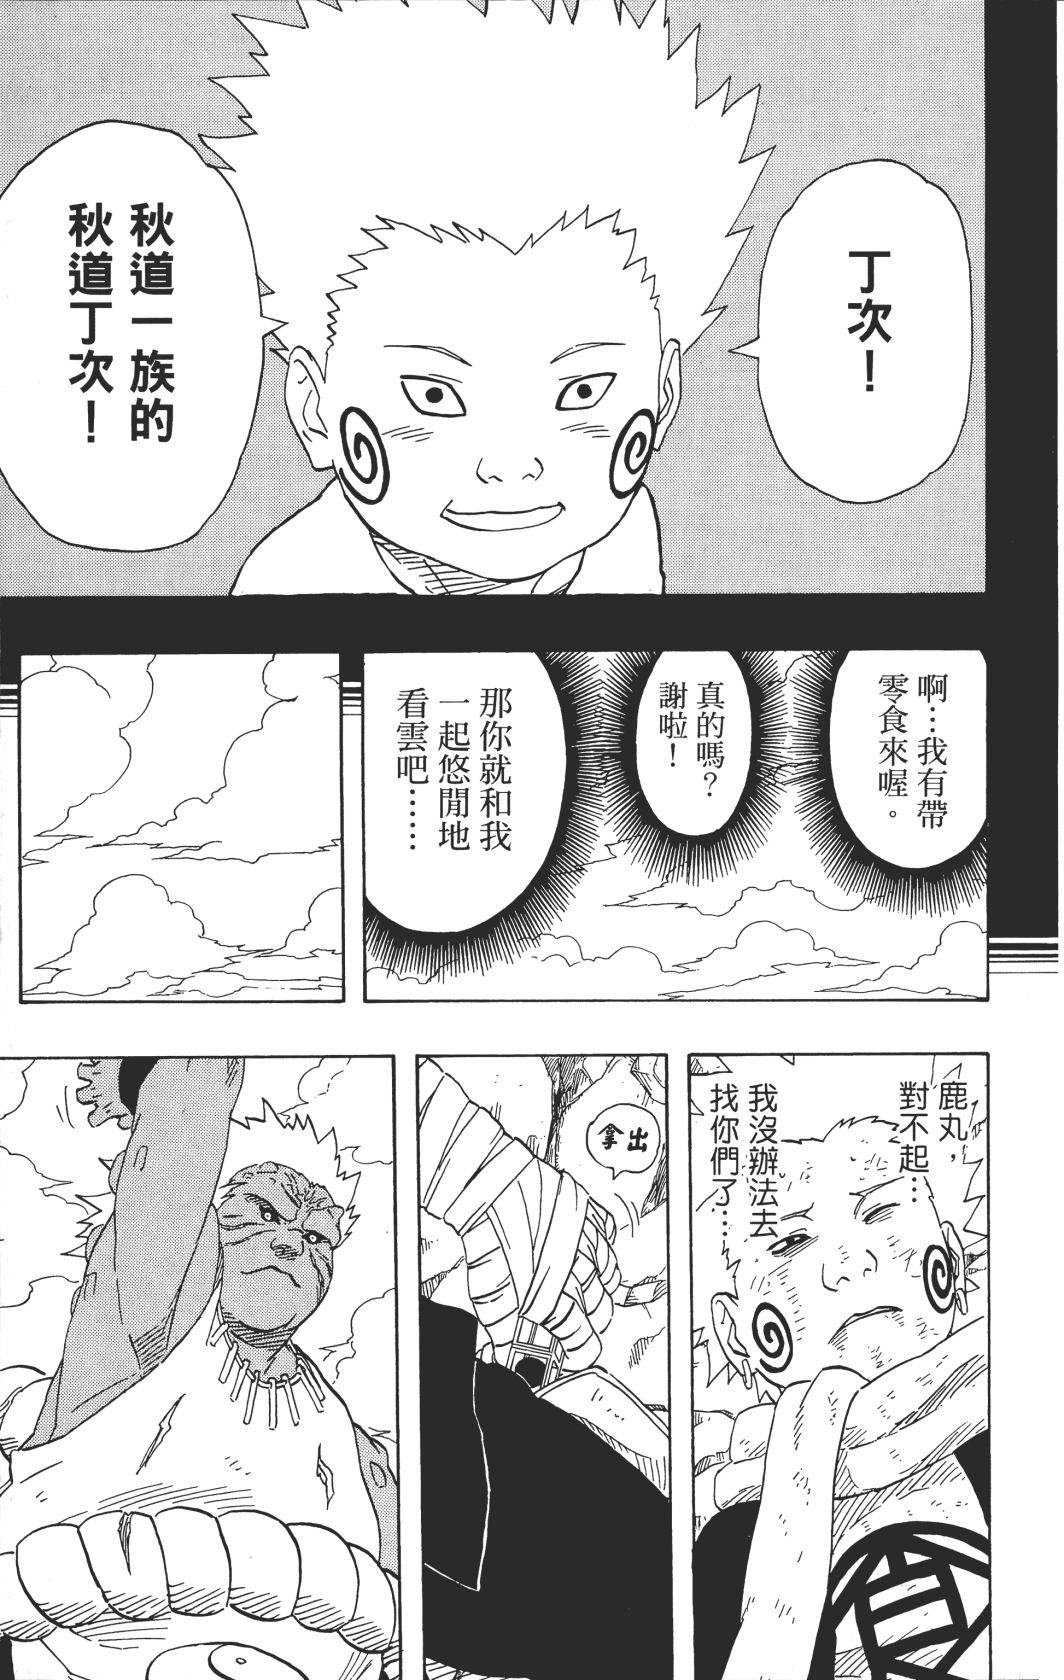 丁次！
秋道一族的
秋道丁次！
啊…我有帶
零食來喔。
真的嗎？
謝啦！
那你就和我
一起悠閒地
看雲吧……
鹿丸，
對不起…
我沒辦法去
找你們了…
拿出